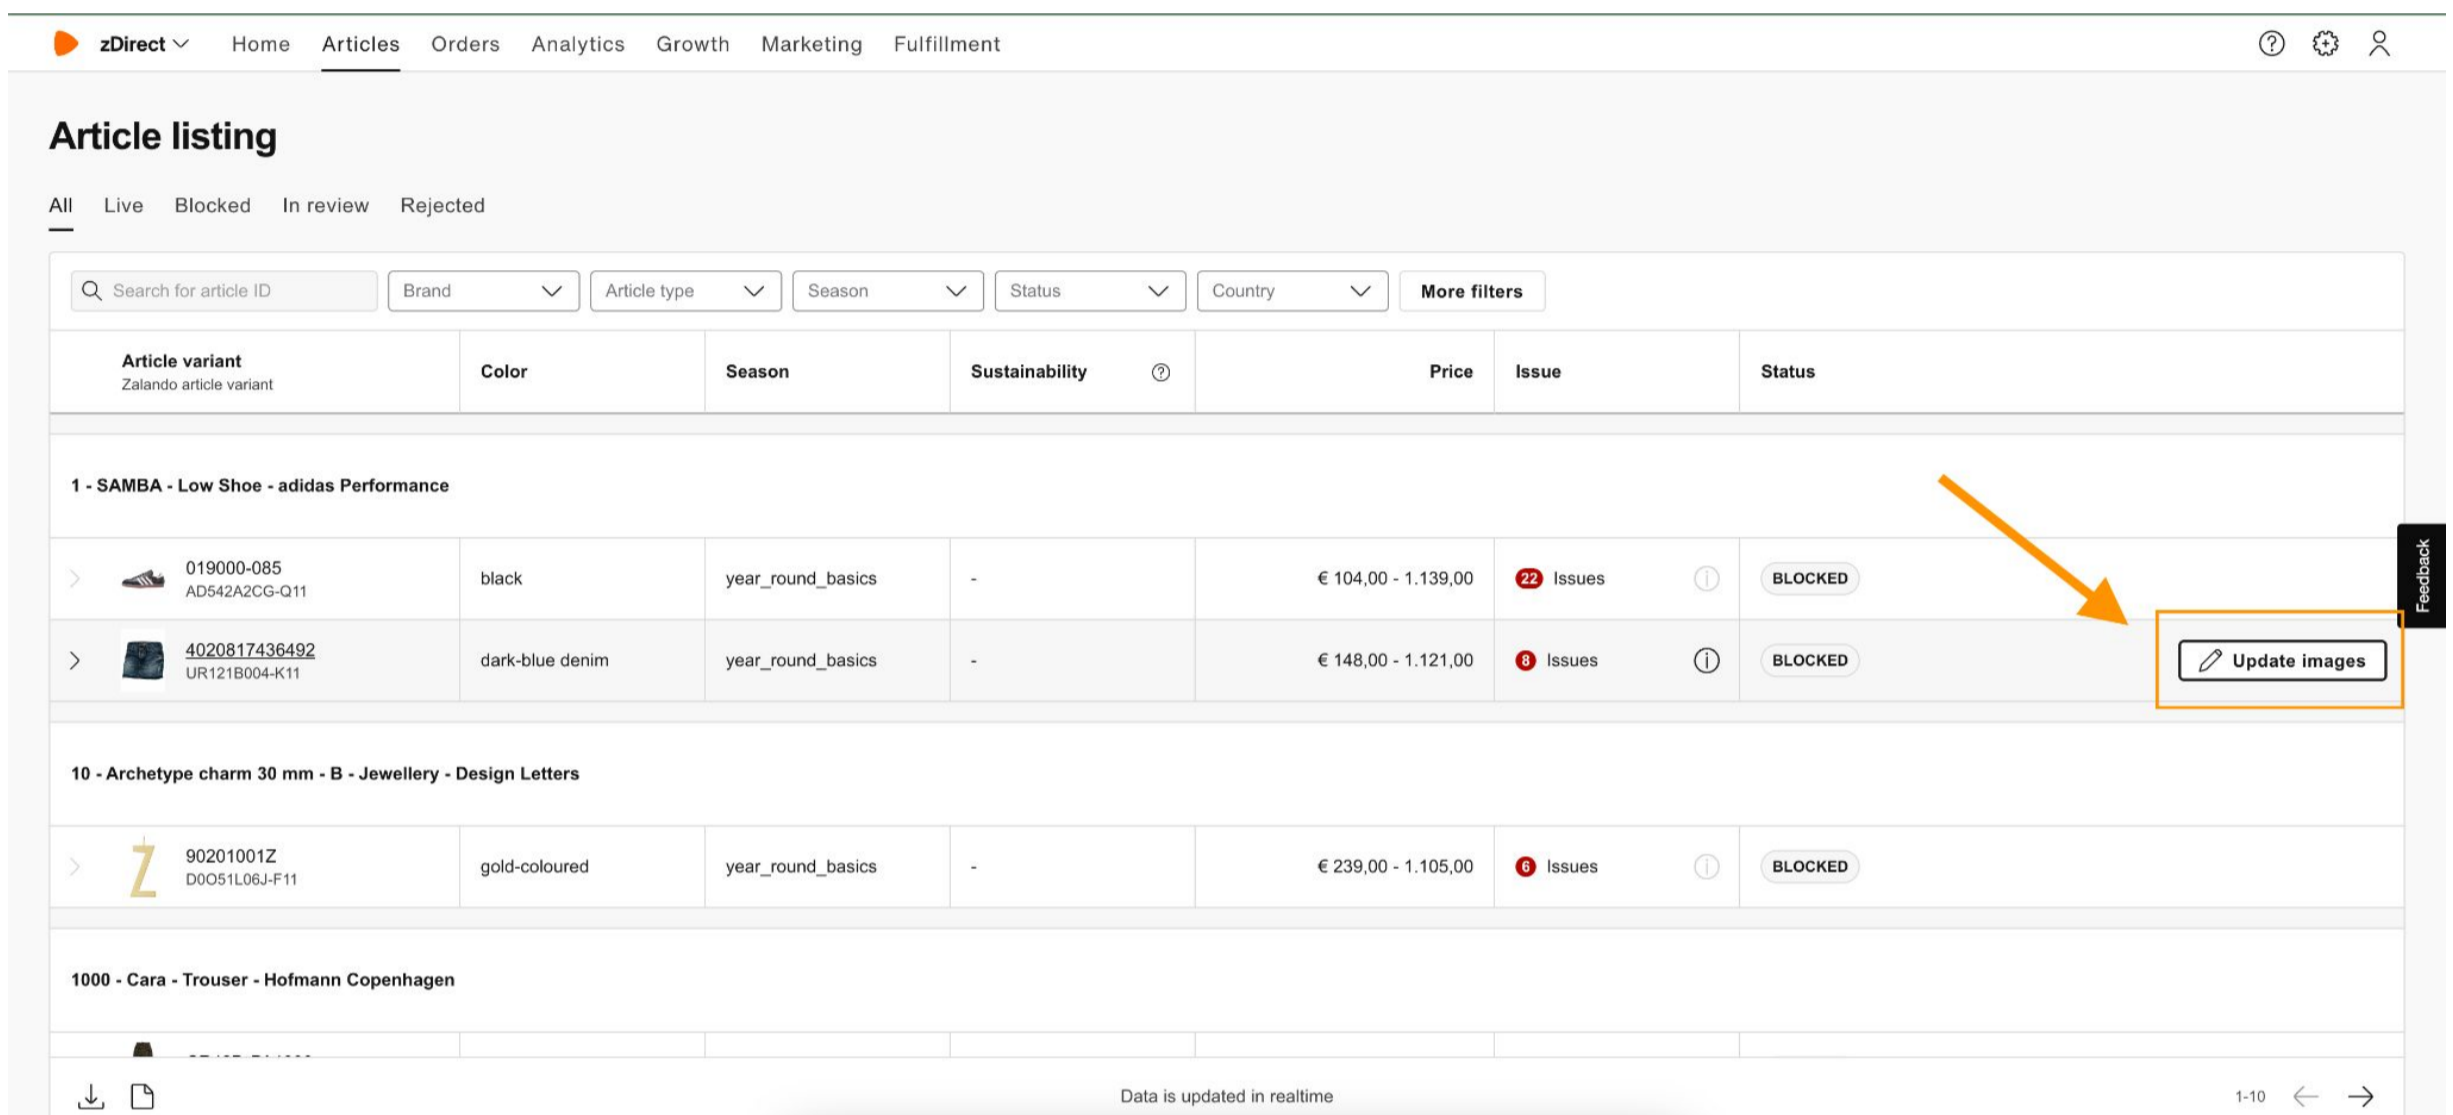 zDirect Home Articles Orders Analytics Growth Marketing Fulfillment
Article listing
All Live Blocked In review Rejected
Search for article ID Brand Article type Season Status Country More filters
Article variant
Zalando article variant
Color Season Sustainability Price Issue Status
1 - SAMBA - Low Shoe - adidas Performance
019000-085
AD542A2CG-Q11
black year_round_basics - € 104,00 - 1.139,00 22 Issues BLOCKED
Feedback
4020817436492
UR121B004-K11
dark-blue denim year_round_basics - € 148,00 - 1.121,00 8 Issues BLOCKED Update images
10 - Archetype charm 30 mm - B - Jewellery - Design Letters
90201001Z
D0O51L06J-F11
gold-coloured year_round_basics - € 239,00 - 1.105,00 6 Issues BLOCKED
1000 - Cara - Trouser - Hofmann Copenhagen
Data is updated in realtime 1-10